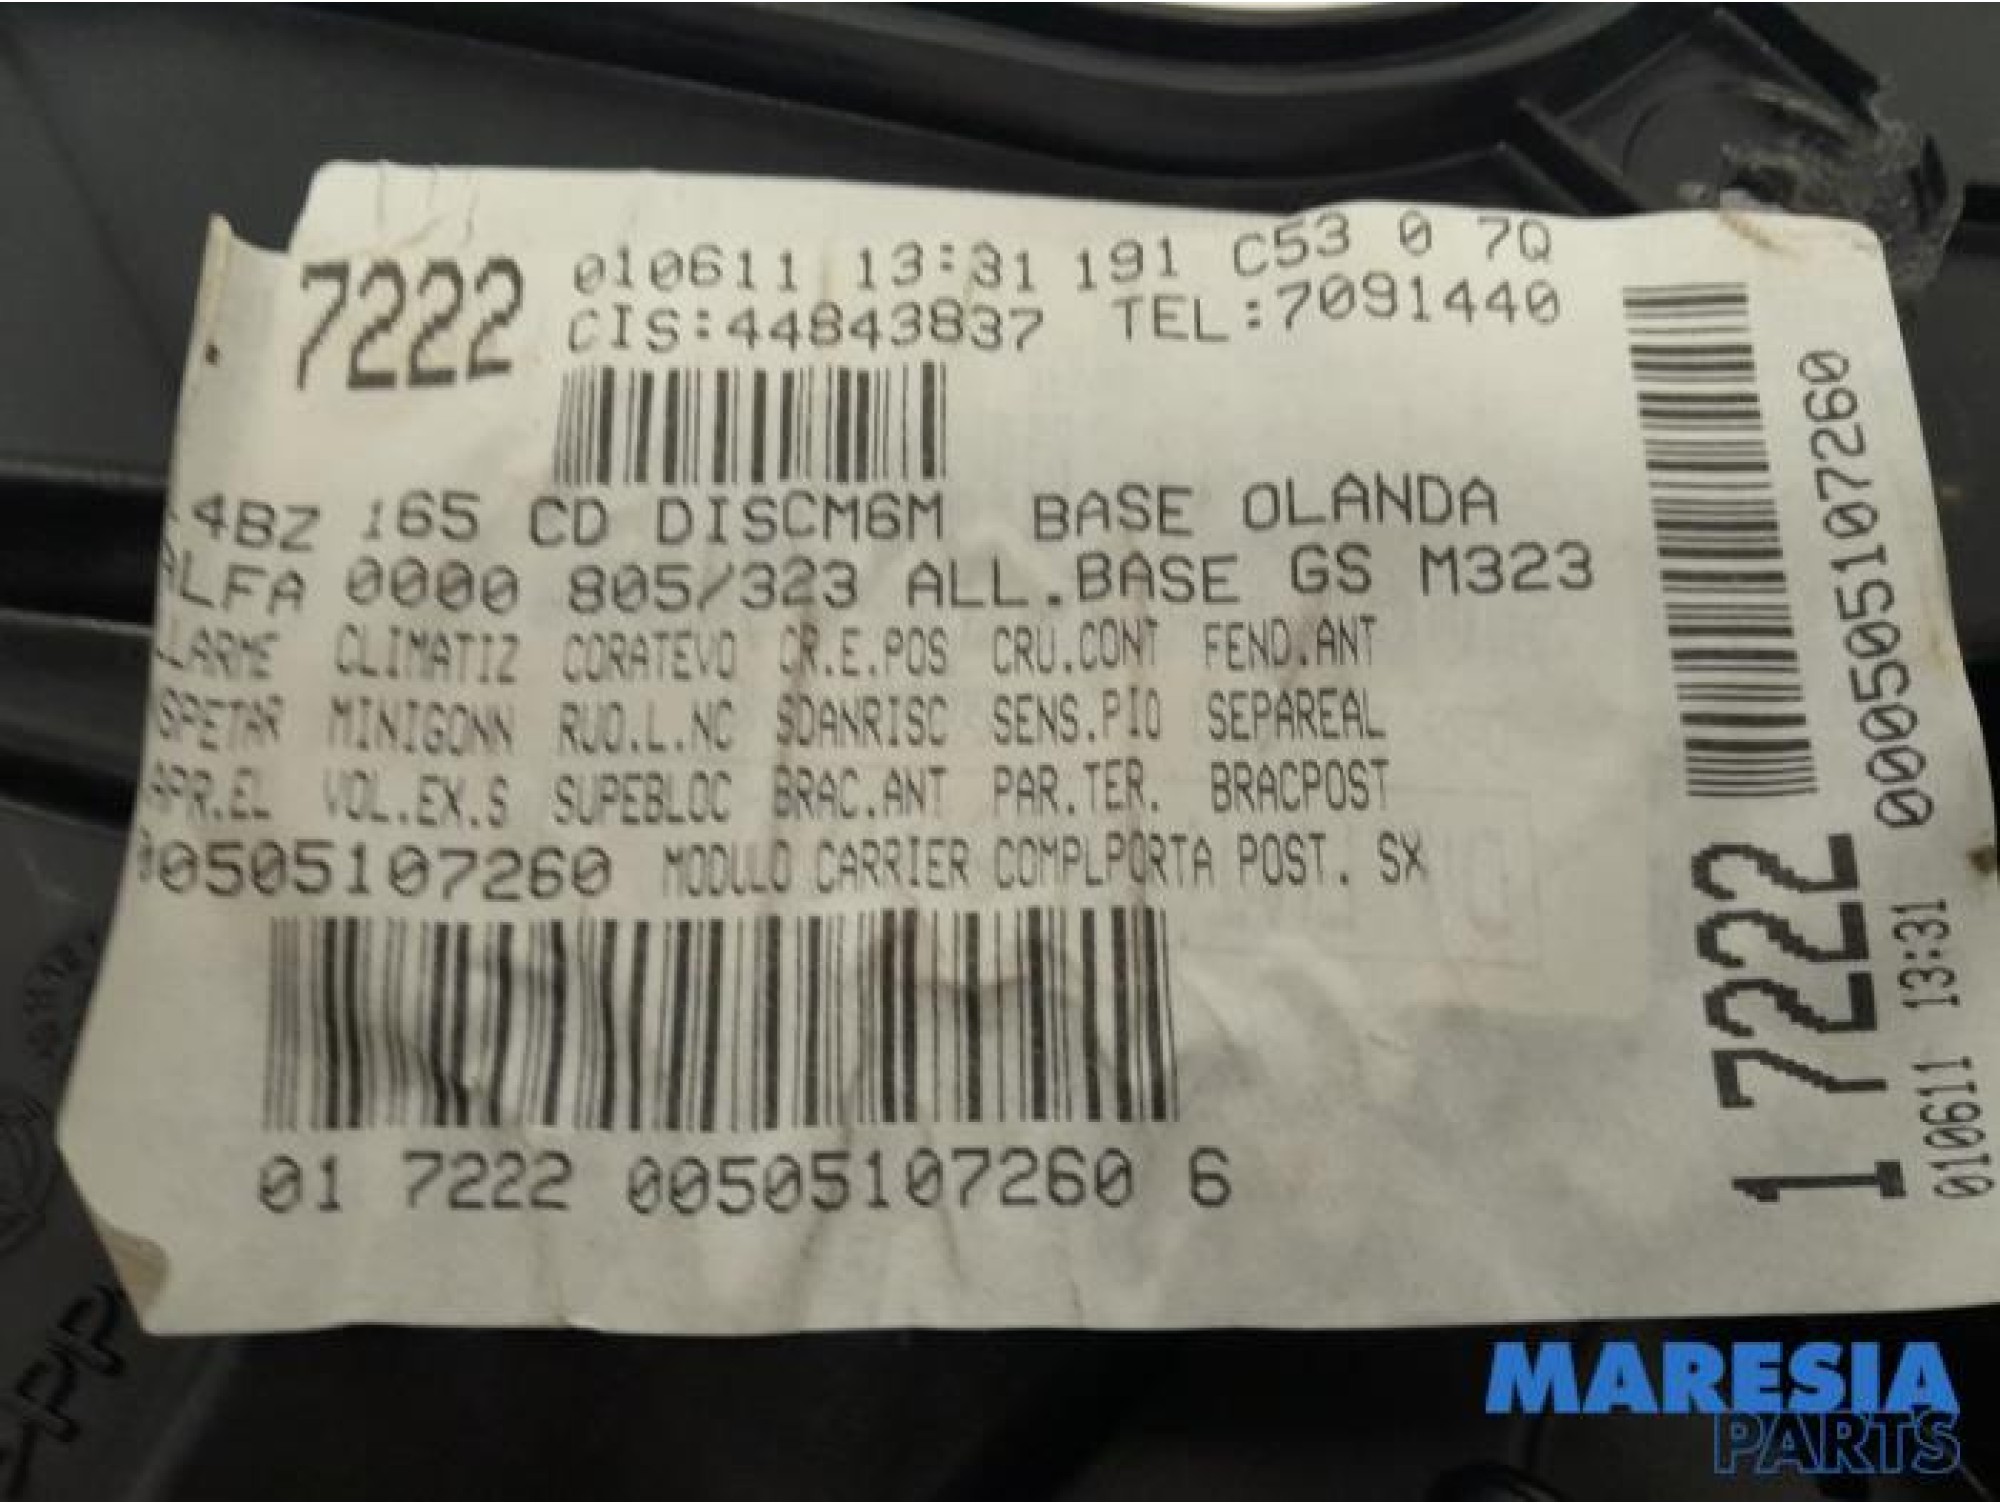 7222 010611 13:31 191 C53 0 7Q
CIS:44843837 TEL:7091440
4BZ 165 CD DISCM6M BASE OLANDA
ALFA 0000 805/323 ALL.BASE GS M323
LARME CLIMATIZ CORATEVO CR.E.POS CRU.CONT FEND.ANT
SPETAR MINIGONN RUO.L.NC SDANRISC SENS.PIO SEPAREAL
APR.EL VOL.EX.S SUPEBLOC BRAC.ANT PAR.TER. BRACPOST
00505107260 MODULO CARRIER COMPLPORTA POST. SX
01 7222 00505107260 6
1 7222 00505107260
010611 13:31
MARESIA
PARTS